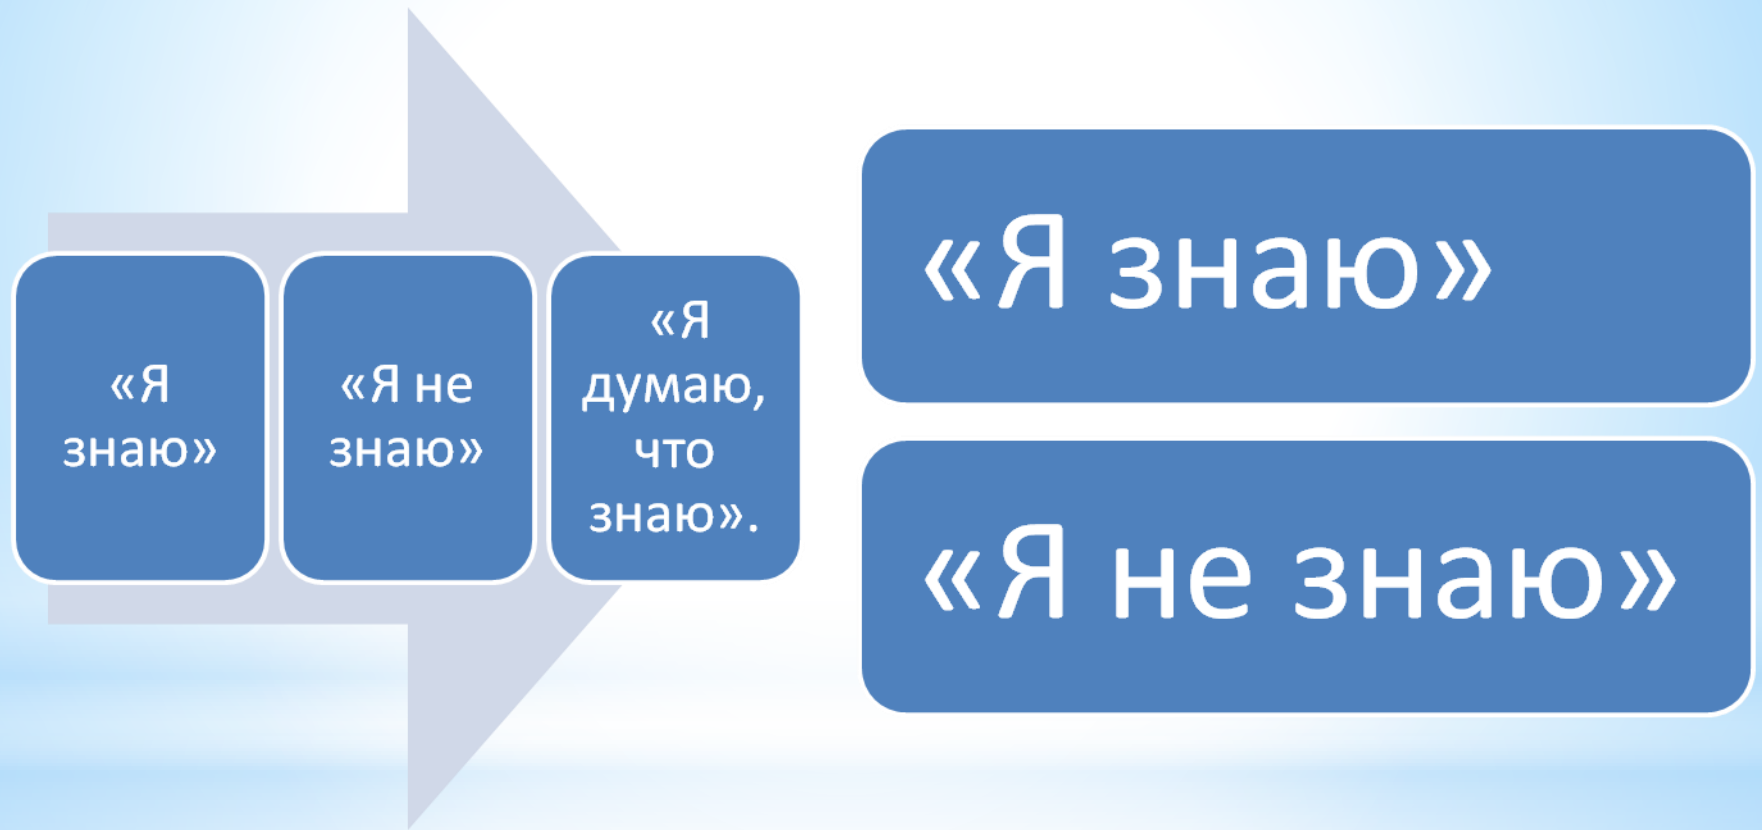 «Я
знаю»
«Я не
знаю»
«Я
думаю,
что
знаю».
«Я знаю»
«Я не знаю»